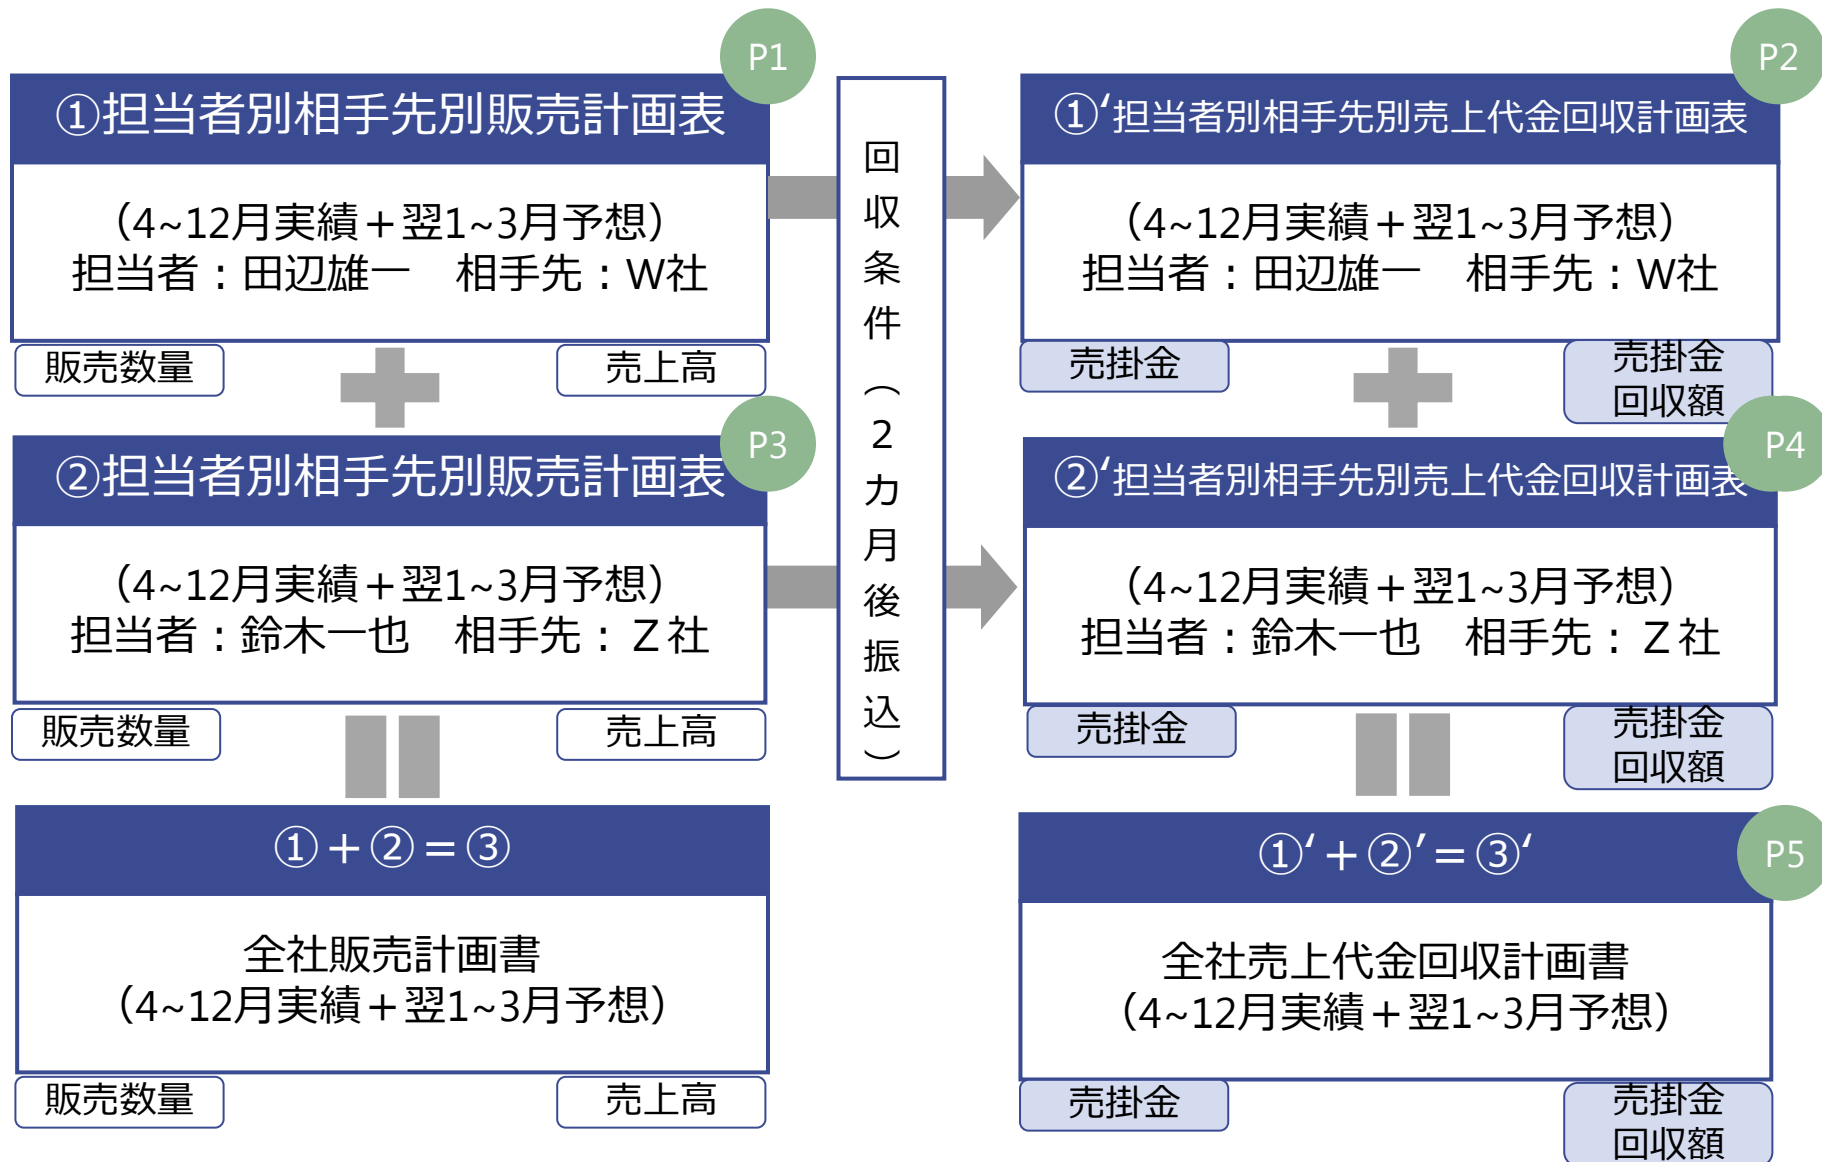 P1
①担当者別相手先別販売計画表
（4~12月実績＋翌1~3月予想）
担当者：田辺雄一　相手先：W社
販売数量
売上高
P3
②担当者別相手先別販売計画表
（4~12月実績＋翌1~3月予想）
担当者：鈴木一也　相手先：Ｚ社
販売数量
売上高
①＋②＝③
全社販売計画書
（4~12月実績＋翌1~3月予想）
販売数量
売上高
回収条件（２カ月後振込）
P2
①‘担当者別相手先別売上代金回収計画表
（4~12月実績＋翌1~3月予想）
担当者：田辺雄一　相手先：W社
売掛金
売掛金
回収額
P4
②‘担当者別相手先別売上代金回収計画表
（4~12月実績＋翌1~3月予想）
担当者：鈴木一也　相手先：Ｚ社
売掛金
売掛金
回収額
P5
①‘＋②’＝③‘
全社売上代金回収計画書
（4~12月実績＋翌1~3月予想）
売掛金
売掛金
回収額